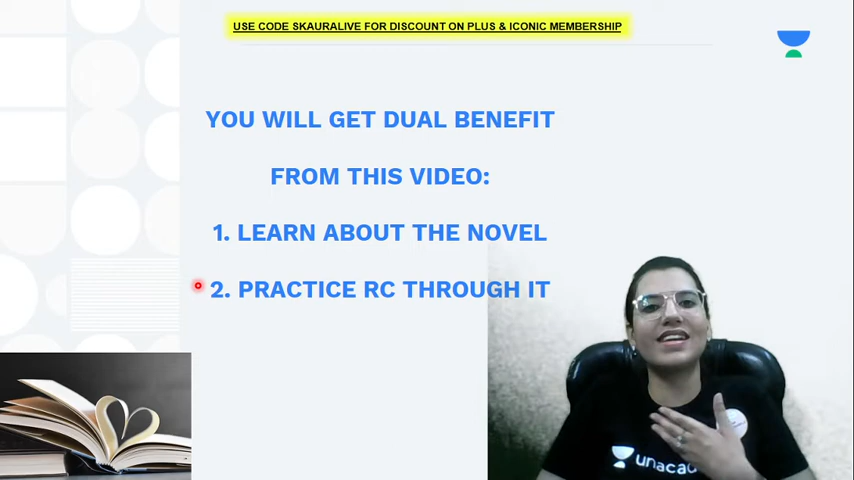 USE CODE SKAURALIVE FOR DISCOUNT ON PLUS & ICONIC MEMBERSHIP
YOU WILL GET DUAL BENEFIT
FROM THIS VIDEO:
1. LEARN ABOUT THE NOVEL
2. PRACTICE RC THROUGH IT